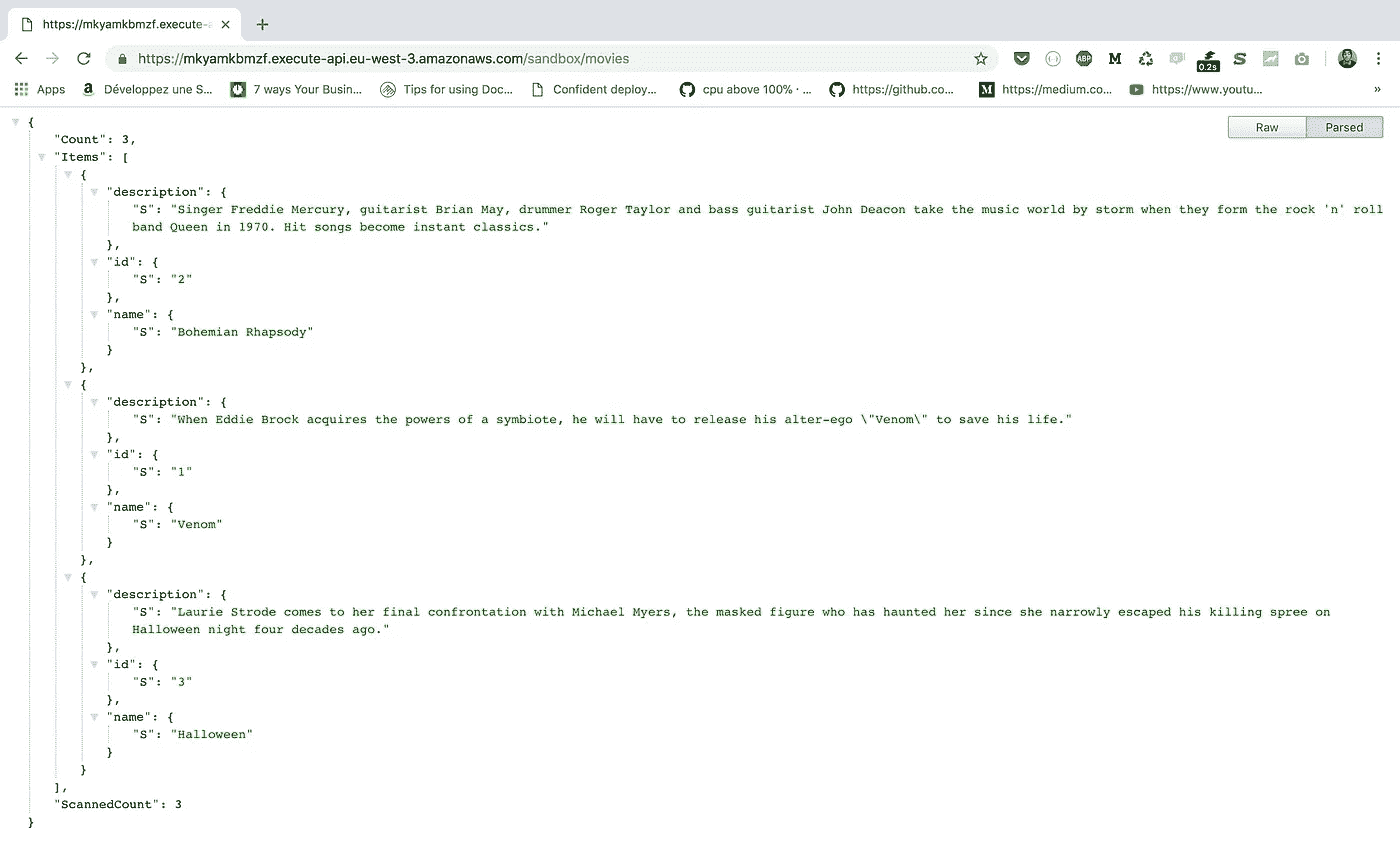 https://mkyamkbmzf.execute-
https://mkyamkbmzf.execute-api.eu-west-3.amazonaws.com/sandbox/movies
ABP
M
0.2s
S
Apps
Développez une S...
7 ways Your Busin...
Tips for using Doc...
Confident deploy...
cpu above 100% · ...
https://github.co...
https://medium.co...
https://www.youtu...
»
Raw
Parsed
{
"Count": 3,
"Items": [
{
"description": {
"S": "Singer Freddie Mercury, guitarist Brian May, drummer Roger Taylor and bass guitarist John Deacon take the music world by storm when they form the rock 'n' roll
band Queen in 1970. Hit songs become instant classics."
},
"id": {
"S": "2"
},
"name": {
"S": "Bohemian Rhapsody"
}
},
{
"description": {
"S": "When Eddie Brock acquires the powers of a symbiote, he will have to release his alter-ego \"Venom\" to save his life."
},
"id": {
"S": "1"
},
"name": {
"S": "Venom"
}
},
{
"description": {
"S": "Laurie Strode comes to her final confrontation with Michael Myers, the masked figure who has haunted her since she narrowly escaped his killing spree on
Halloween night four decades ago."
},
"id": {
"S": "3"
},
"name": {
"S": "Halloween"
}
}
],
"ScannedCount": 3
}